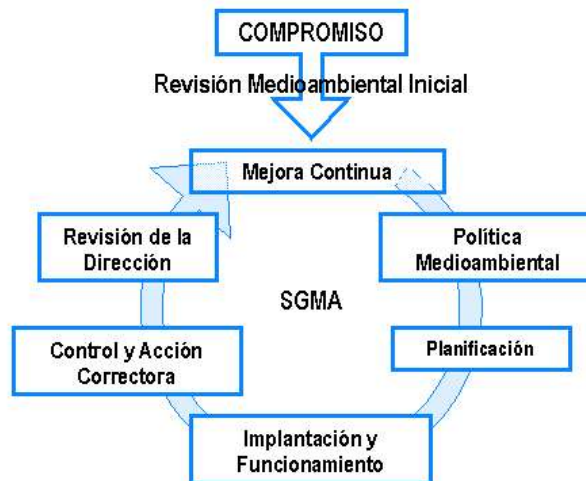 COMPROMISO
Revisión Medioambiental Inicial
Mejora Continua
Política
Medioambiental
Planificación
Implantación y
Funcionamiento
Control y Acción
Correctora
Revisión de la
Dirección
SGMA